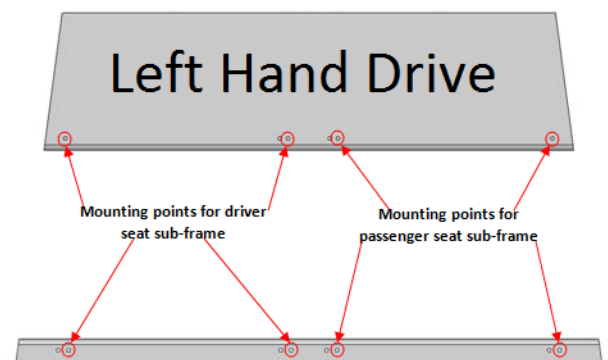 Left Hand Drive
Mounting points for driver
seat sub-frame
Mounting points for
passenger seat sub-frame